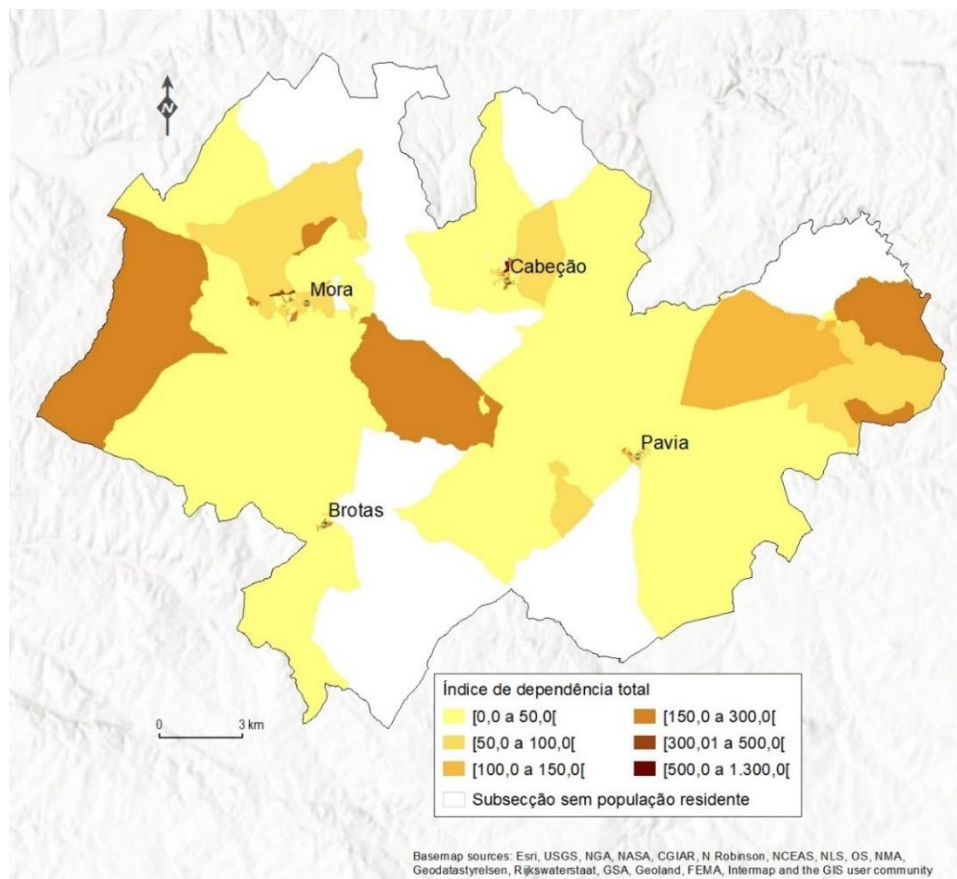 N
Cabeção
Mora
Pavia
Brotas
0 3 km
Índice de dependência total
[0,0 a 50,0[
[50,0 a 100,0[
[100,0 a 150,0[
[150,0 a 300,0[
[300,01 a 500,0[
[500,0 a 1.300,0[
Subsecção sem população residente
Basemap sources: Esri, USGS, NGA, NASA, CGIAR, N Robinson, NCEAS, NLS, OS, NMA,
Geodatastyrelsen, Rijkswaterstaat, GSA, Geoland, FEMA, Intermap and the GIS user community